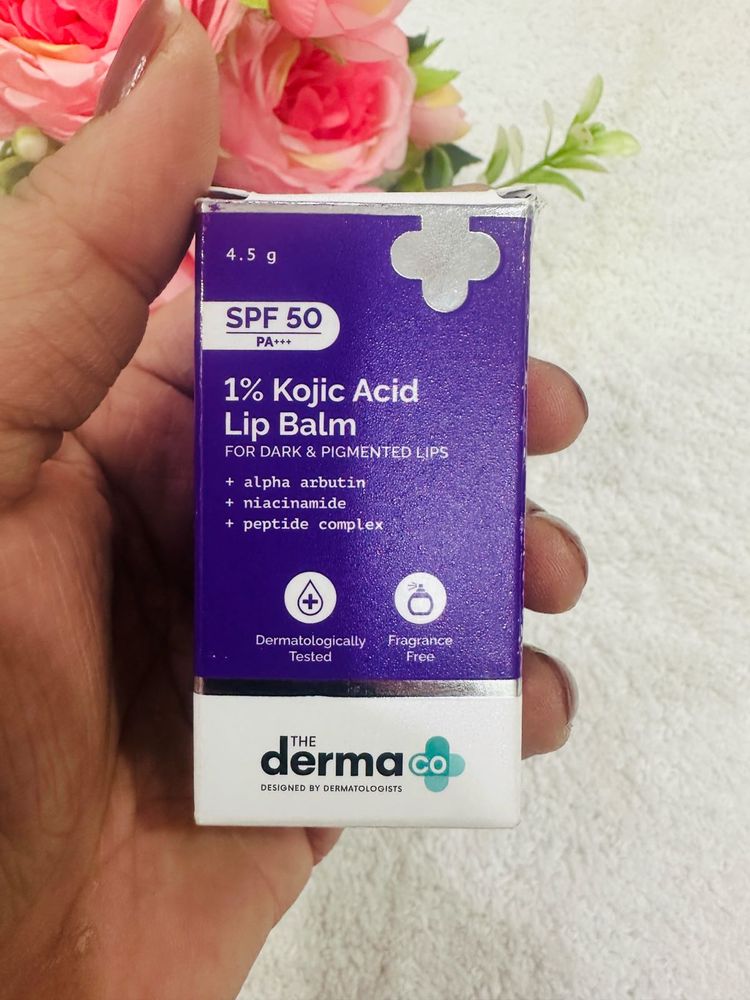 4.5 g
SPF 50
PA+++
1% Kojic Acid
Lip Balm
FOR DARK & PIGMENTED LIPS
+ alpha arbutin
+ niacinamide
+ peptide complex
Dermatologically
Tested
Fragrance
Free
THE
derma co
DESIGNED BY DERMATOLOGISTS